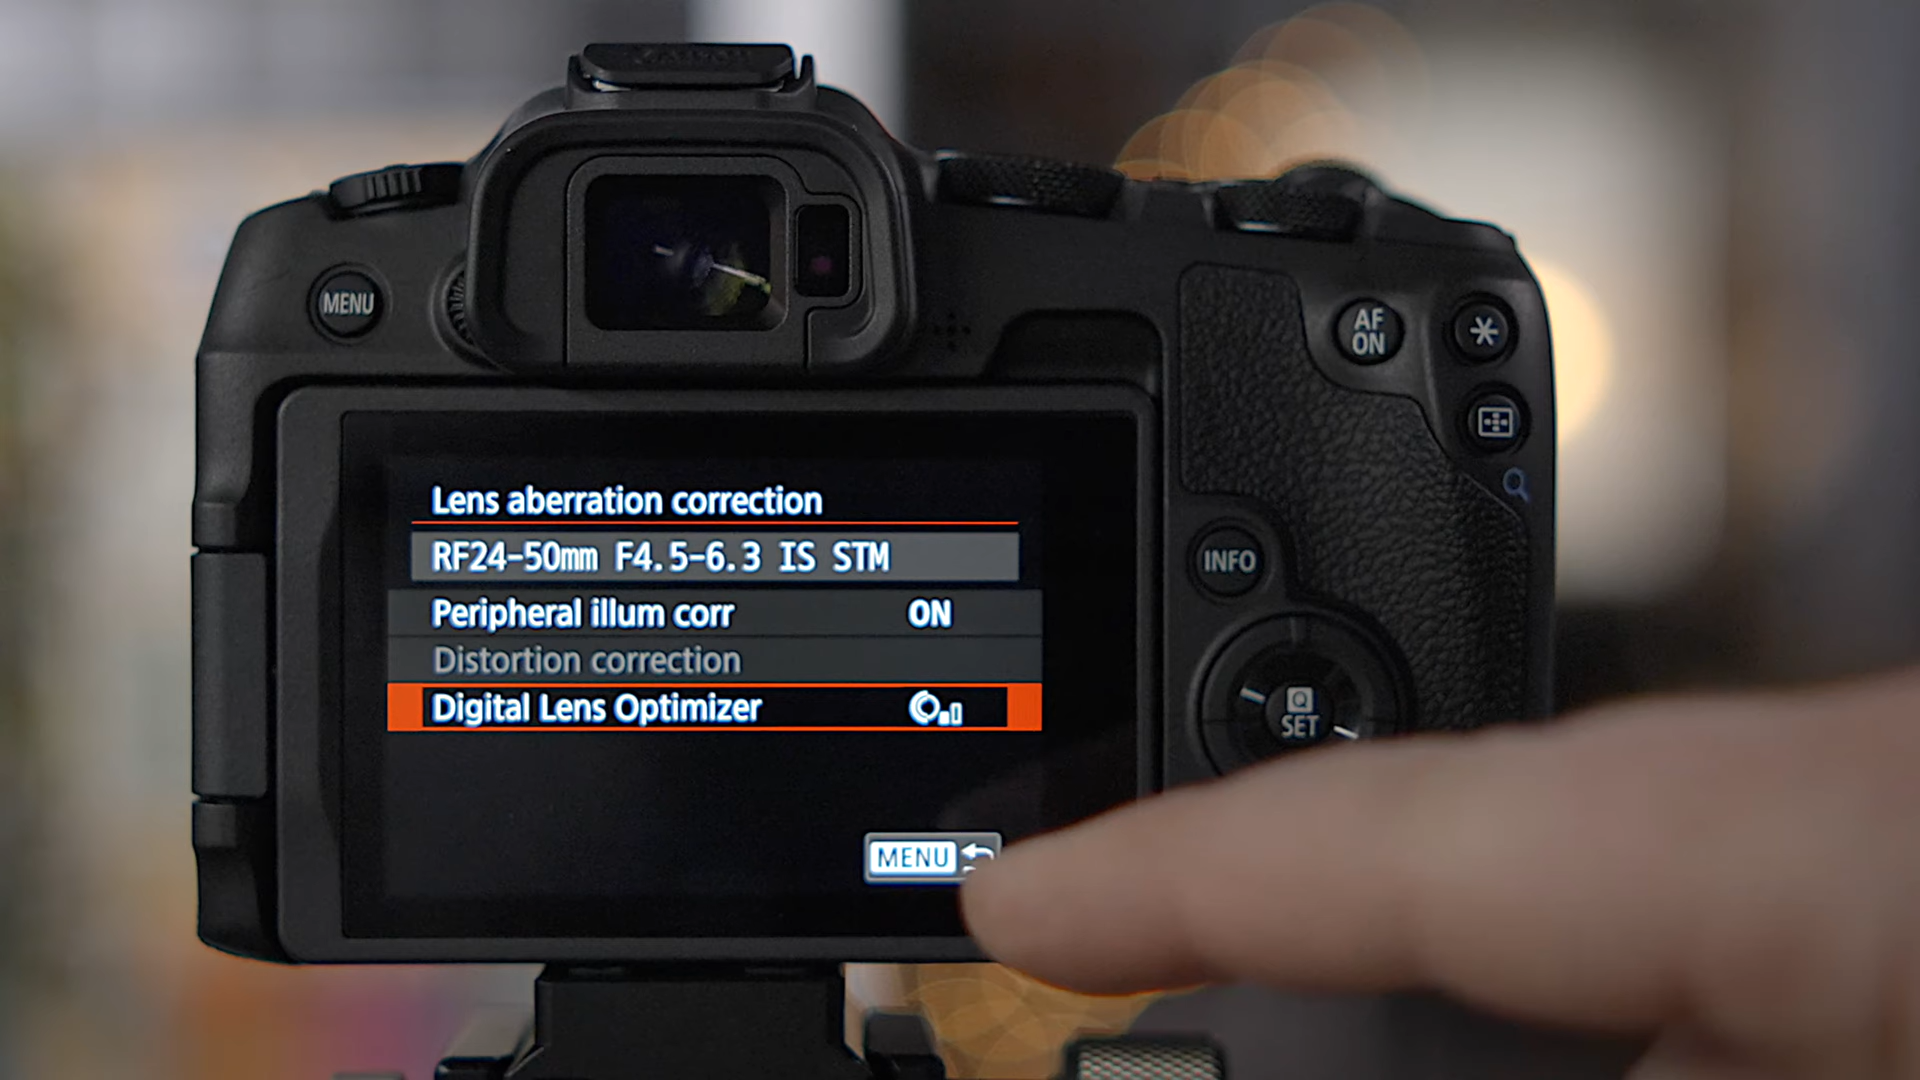 MENU
AF
ON
Lens aberration correction
RF24-50mm F4.5-6.3 IS STM
Peripheral illum corr ON
Distortion correction
Digital Lens Optimizer
INFO
Q
SET
MENU